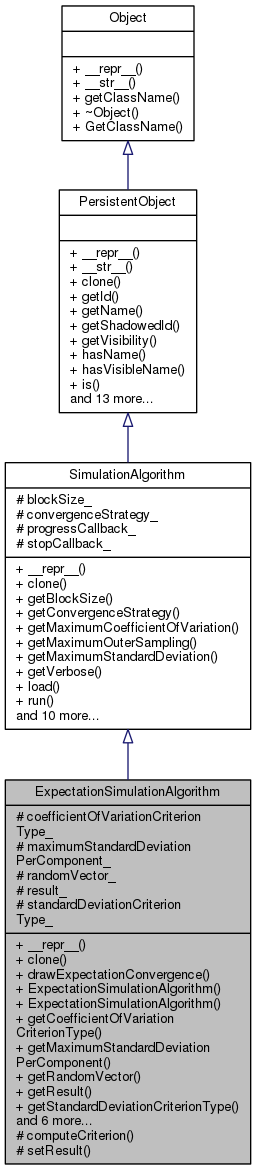 Object
+ __repr__()
+ __str__()
+ getClassName()
+ ~Object()
+ GetClassName()
PersistentObject
+ __repr__()
+ __str__()
+ clone()
+ getId()
+ getName()
+ getShadowedId()
+ getVisibility()
+ hasName()
+ hasVisibleName()
+ is()
and 13 more...
SimulationAlgorithm
# blockSize_
# convergenceStrategy_
# progressCallback_
# stopCallback_
+ __repr__()
+ clone()
+ getBlockSize()
+ getConvergenceStrategy()
+ getMaximumCoefficientOfVariation()
+ getMaximumOuterSampling()
+ getMaximumStandardDeviation()
+ getVerbose()
+ load()
+ run()
and 10 more...
ExpectationSimulationAlgorithm
# coefficientOfVariationCriterion
Type_
# maximumStandardDeviation
PerComponent_
# randomVector_
# result_
# standardDeviationCriterion
Type_
+ __repr__()
+ clone()
+ drawExpectationConvergence()
+ ExpectationSimulationAlgorithm()
+ ExpectationSimulationAlgorithm()
+ getCoefficientOfVariation
CriterionType()
+ getMaximumStandardDeviation
PerComponent()
+ getRandomVector()
+ getResult()
+ getStandardDeviationCriterionType()
and 6 more...
# computeCriterion()
# setResult()